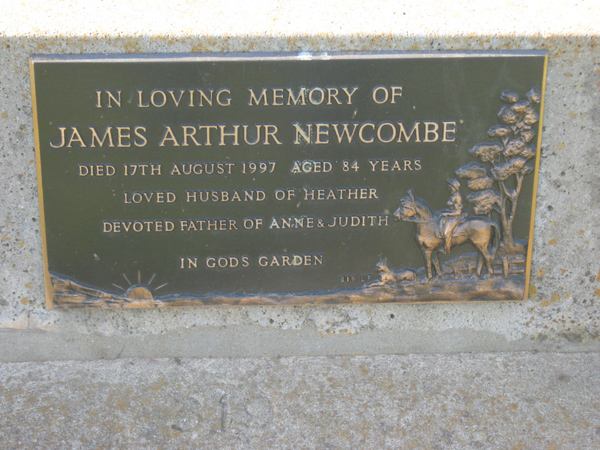 IN LOVING MEMORY OF
JAMES ARTHUR NEWCOMBE
DIED 17TH AUGUST 1997 AGED 84 YEARS
LOVED HUSBAND OF HEATHER
DEVOTED FATHER OF ANNE & JUDITH
IN GODS GARDEN